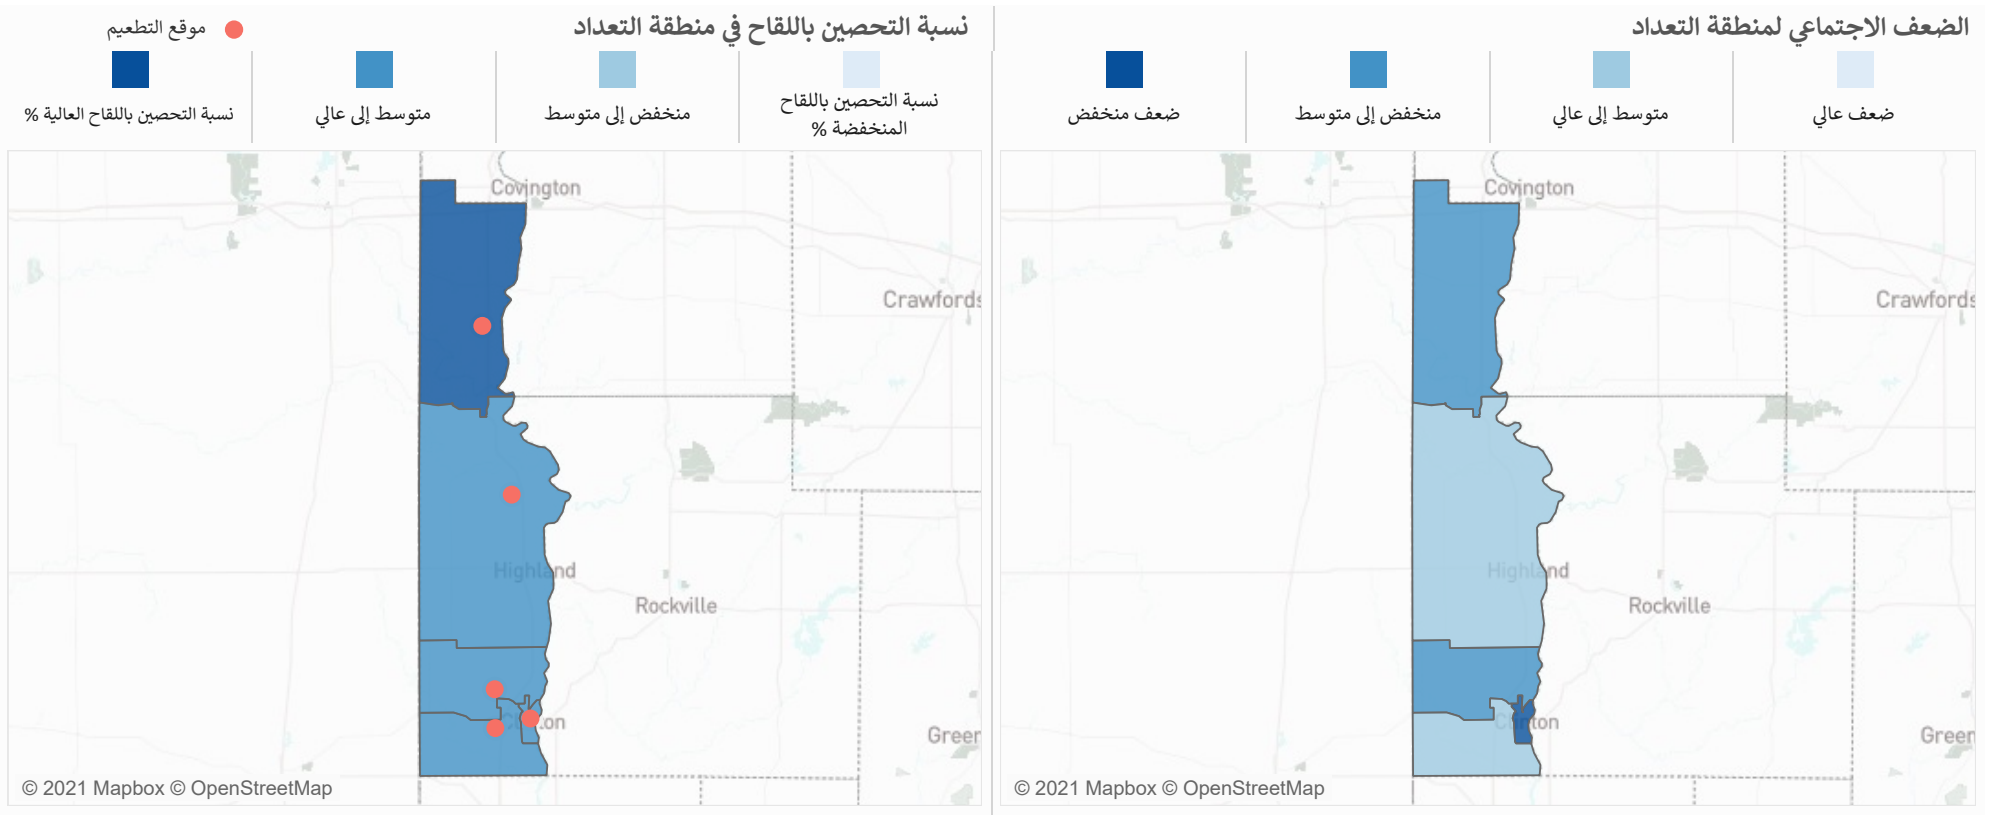 الضعف الاجتماعي لمنطقة التعداد
ضعف عالي
متوسط إلى عالي
منخفض إلى متوسط
ضعف منخفض
Covington
Crawfords
Highland
Rockville
Clinton
Green
© 2021 Mapbox © OpenStreetMap
نسبة التحصين باللقاح في منطقة التعداد
موقع التطعيم
نسبة التحصين باللقاح
المنخفضة %
منخفض إلى متوسط
متوسط إلى عالي
نسبة التحصين باللقاح العالية %
Covington
Crawfords
Highland
Rockville
Clinton
Green
© 2021 Mapbox © OpenStreetMap